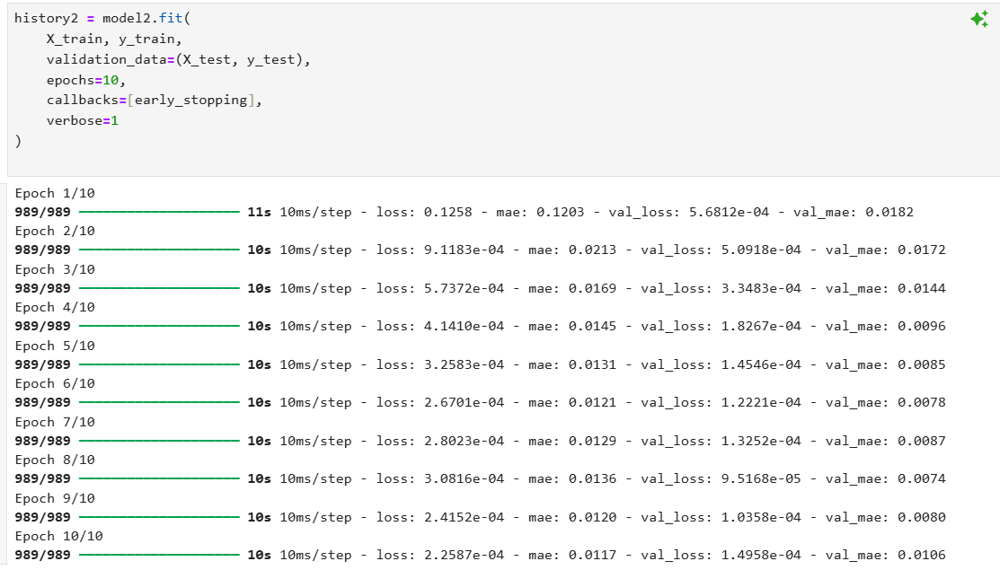 history2 = model2.fit(
    X_train, y_train,
    validation_data=(X_test, y_test),
    epochs=10,
    callbacks=[early_stopping],
    verbose=1
)
Epoch 1/10
989/989 ━━━━━━━━━━━━━━━━━━━━ 11s 10ms/step - loss: 0.1258 - mae: 0.1203 - val_loss: 5.6812e-04 - val_mae: 0.0182
Epoch 2/10
989/989 ━━━━━━━━━━━━━━━━━━━━ 10s 10ms/step - loss: 9.1183e-04 - mae: 0.0213 - val_loss: 5.0918e-04 - val_mae: 0.0172
Epoch 3/10
989/989 ━━━━━━━━━━━━━━━━━━━━ 10s 10ms/step - loss: 5.7372e-04 - mae: 0.0169 - val_loss: 3.3483e-04 - val_mae: 0.0144
Epoch 4/10
989/989 ━━━━━━━━━━━━━━━━━━━━ 10s 10ms/step - loss: 4.1410e-04 - mae: 0.0145 - val_loss: 1.8267e-04 - val_mae: 0.0096
Epoch 5/10
989/989 ━━━━━━━━━━━━━━━━━━━━ 10s 10ms/step - loss: 3.2583e-04 - mae: 0.0131 - val_loss: 1.4546e-04 - val_mae: 0.0085
Epoch 6/10
989/989 ━━━━━━━━━━━━━━━━━━━━ 10s 10ms/step - loss: 2.6701e-04 - mae: 0.0121 - val_loss: 1.2221e-04 - val_mae: 0.0078
Epoch 7/10
989/989 ━━━━━━━━━━━━━━━━━━━━ 10s 10ms/step - loss: 2.8023e-04 - mae: 0.0129 - val_loss: 1.3252e-04 - val_mae: 0.0087
Epoch 8/10
989/989 ━━━━━━━━━━━━━━━━━━━━ 10s 10ms/step - loss: 3.0816e-04 - mae: 0.0136 - val_loss: 9.5168e-05 - val_mae: 0.0074
Epoch 9/10
989/989 ━━━━━━━━━━━━━━━━━━━━ 10s 10ms/step - loss: 2.4152e-04 - mae: 0.0120 - val_loss: 1.0358e-04 - val_mae: 0.0080
Epoch 10/10
989/989 ━━━━━━━━━━━━━━━━━━━━ 10s 10ms/step - loss: 2.2587e-04 - mae: 0.0117 - val_loss: 1.4958e-04 - val_mae: 0.0106